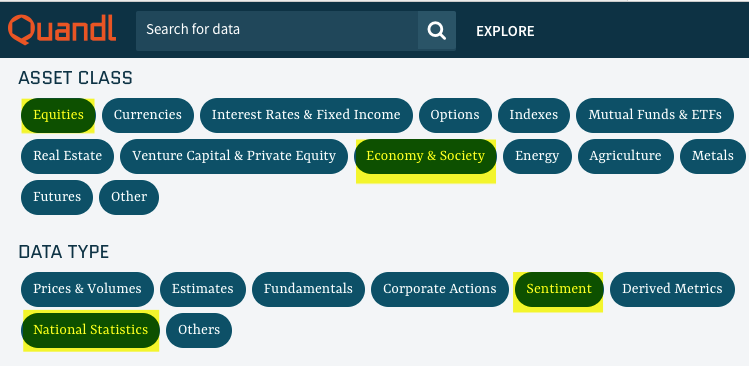 Quandl Search for data EXPLORE
ASSET CLASS
Equities Currencies Interest Rates & Fixed Income Options Indexes Mutual Funds & ETFs
Real Estate Venture Capital & Private Equity Economy & Society Energy Agriculture Metals
Futures Other
DATA TYPE
Prices & Volumes Estimates Fundamentals Corporate Actions Sentiment Derived Metrics
National Statistics Others